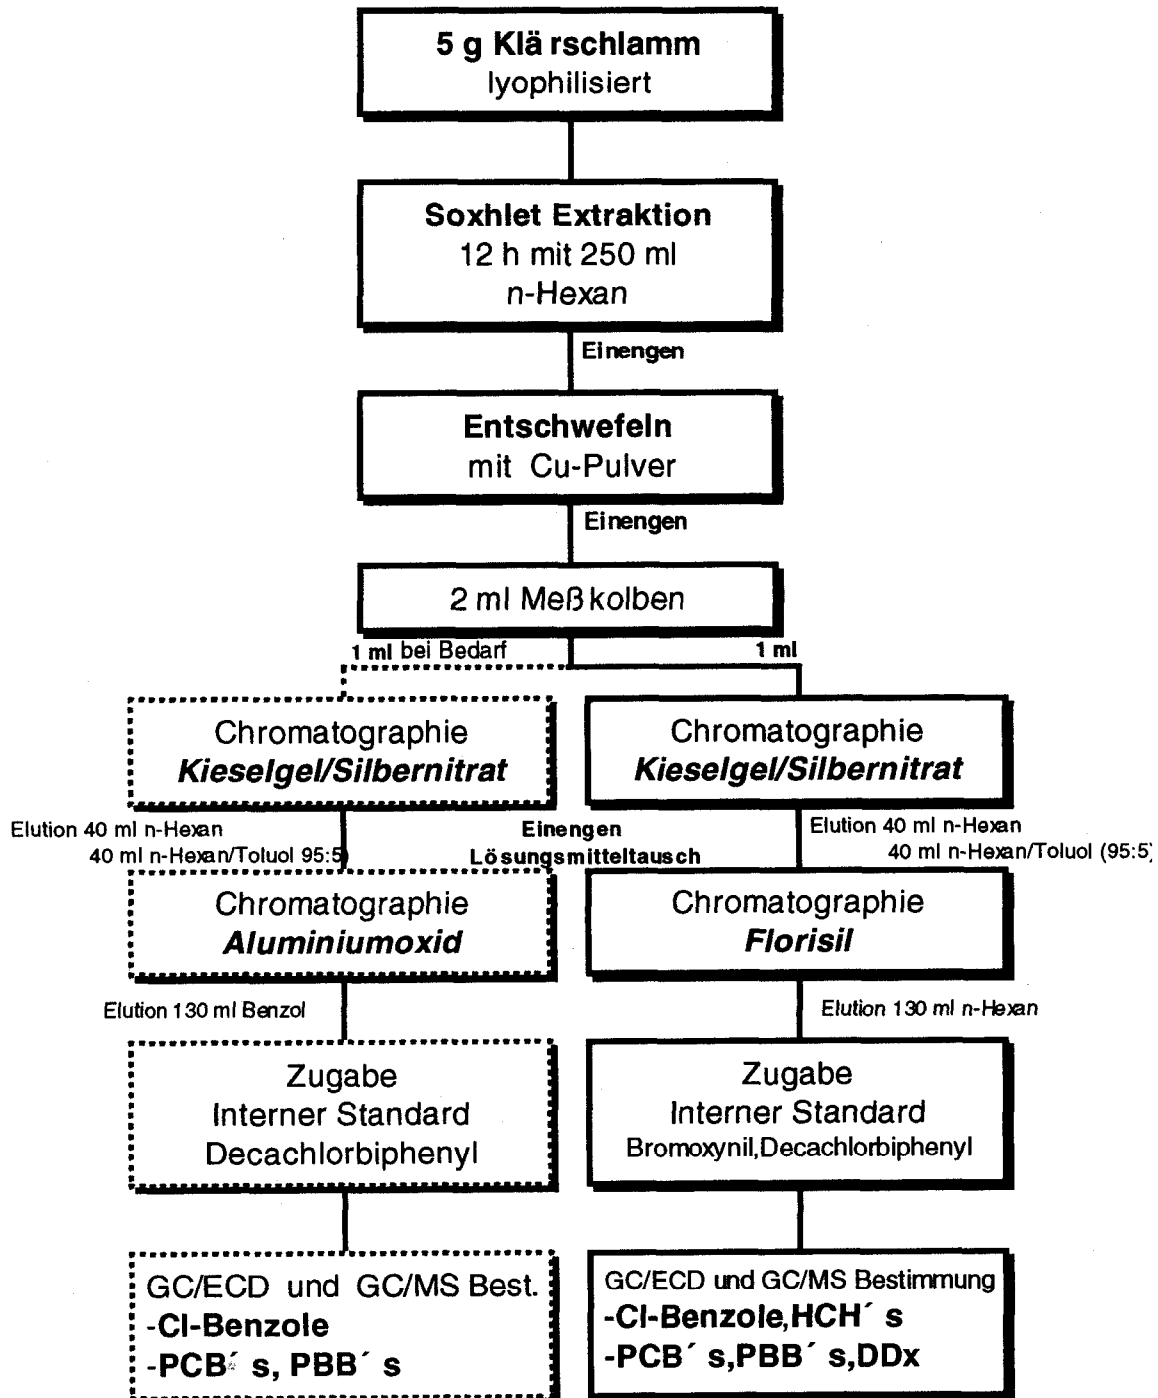 5 g Klä rschlamm
lyophilisiert
Soxhlet Extraktion
12 h mit 250 ml
n-Hexan
Einengen
Entschwefeln
mit Cu-Pulver
Einengen
2 ml Meßkolben
1 ml bei Bedarf
1 ml
Chromatographie
Kieselgel/Silbernitrat
Chromatographie
Kieselgel/Silbernitrat
Elution 40 ml n-Hexan
40 ml n-Hexan/Toluol 95:5)
Einengen
Lösungsmitteltausch
Elution 40 ml n-Hexan
40 ml n-Hexan/Toluol (95:5)
Chromatographie
Aluminiumoxid
Chromatographie
Florisil
Elution 130 ml Benzol
Elution 130 ml n-Hexan
Zugabe
Interner Standard
Decachlorbiphenyl
Zugabe
Interner Standard
Bromoxynil,Decachlorbiphenyl
GC/ECD und GC/MS Best.
-Cl-Benzole
-PCB´ s, PBB´ s
GC/ECD und GC/MS Bestimmung
-Cl-Benzole,HCH´ s
-PCB´ s,PBB´ s,DDx